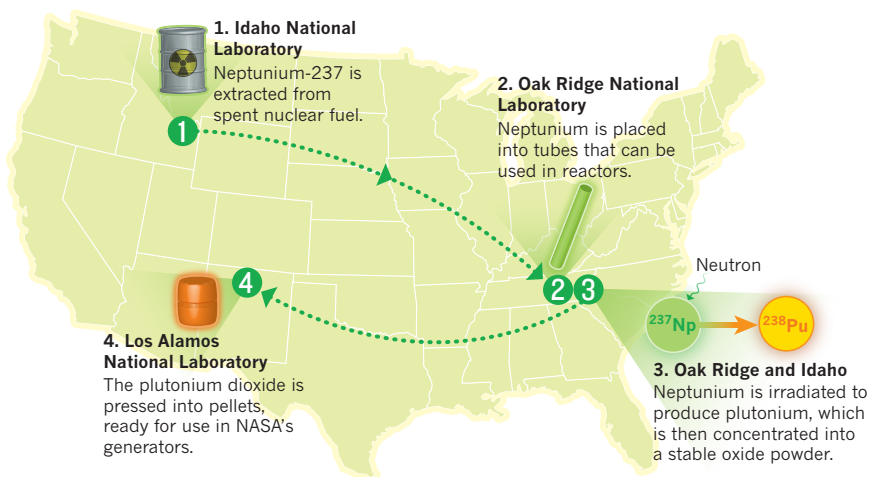 1. Idaho National
Laboratory
Neptunium-237 is
extracted from
spent nuclear fuel.
1
2. Oak Ridge National
Laboratory
Neptunium is placed
into tubes that can be
used in reactors.
2 3
Neutron
²³⁷Np
²³⁸Pu
3. Oak Ridge and Idaho
Neptunium is irradiated to
produce plutonium, which
is then concentrated into
a stable oxide powder.
4
4. Los Alamos
National Laboratory
The plutonium dioxide is
pressed into pellets,
ready for use in NASA’s
generators.